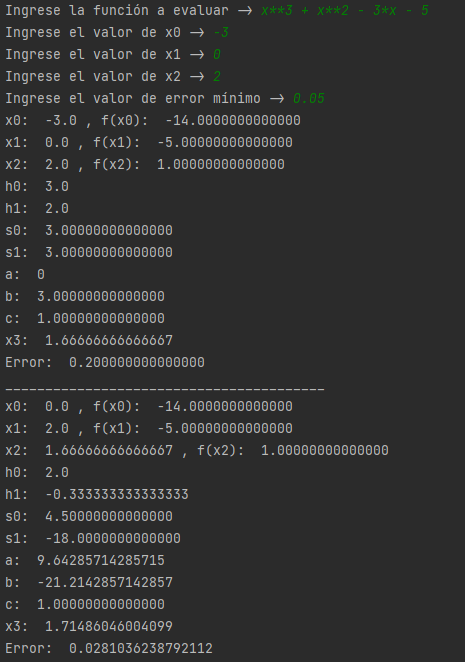 Ingrese la función a evaluar -> x**3 + x**2 - 3*x - 5
Ingrese el valor de x0 -> -3
Ingrese el valor de x1 -> 0
Ingrese el valor de x2 -> 2
Ingrese el valor de error mínimo -> 0.05
x0:  -3.0 , f(x0):  -14.0000000000000
x1:  0.0 , f(x1):  -5.00000000000000
x2:  2.0 , f(x2):  1.00000000000000
h0:  3.0
h1:  2.0
s0:  3.00000000000000
s1:  3.00000000000000
a:  0
b:  3.00000000000000
c:  1.00000000000000
x3:  1.66666666666667
Error:  0.200000000000000
________________________________________
x0:  0.0 , f(x0):  -14.0000000000000
x1:  2.0 , f(x1):  -5.00000000000000
x2:  1.66666666666667 , f(x2):  1.00000000000000
h0:  2.0
h1:  -0.333333333333333
s0:  4.50000000000000
s1:  -18.0000000000000
a:  9.64285714285715
b:  -21.2142857142857
c:  1.00000000000000
x3:  1.71486046004099
Error:  0.0281036238792112